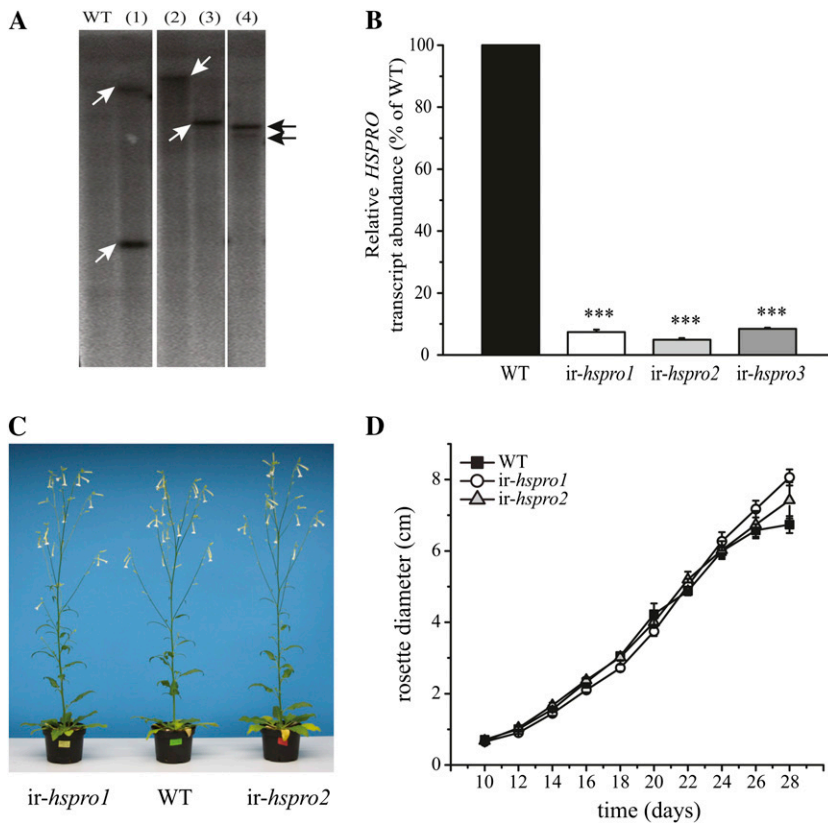 A
WT (1) (2) (3) (4)
B
Relative HSPRO
transcript abundance (% of WT)
100
80
60
40
20
0
***
***
***
WT
ir-hspro1
ir-hspro2
ir-hspro3
C
ir-hspro1
WT
ir-hspro2
D
WT
ir-hspro1
ir-hspro2
rosette diameter (cm)
8
6
4
2
0
10 12 14 16 18 20 22 24 26 28
time (days)